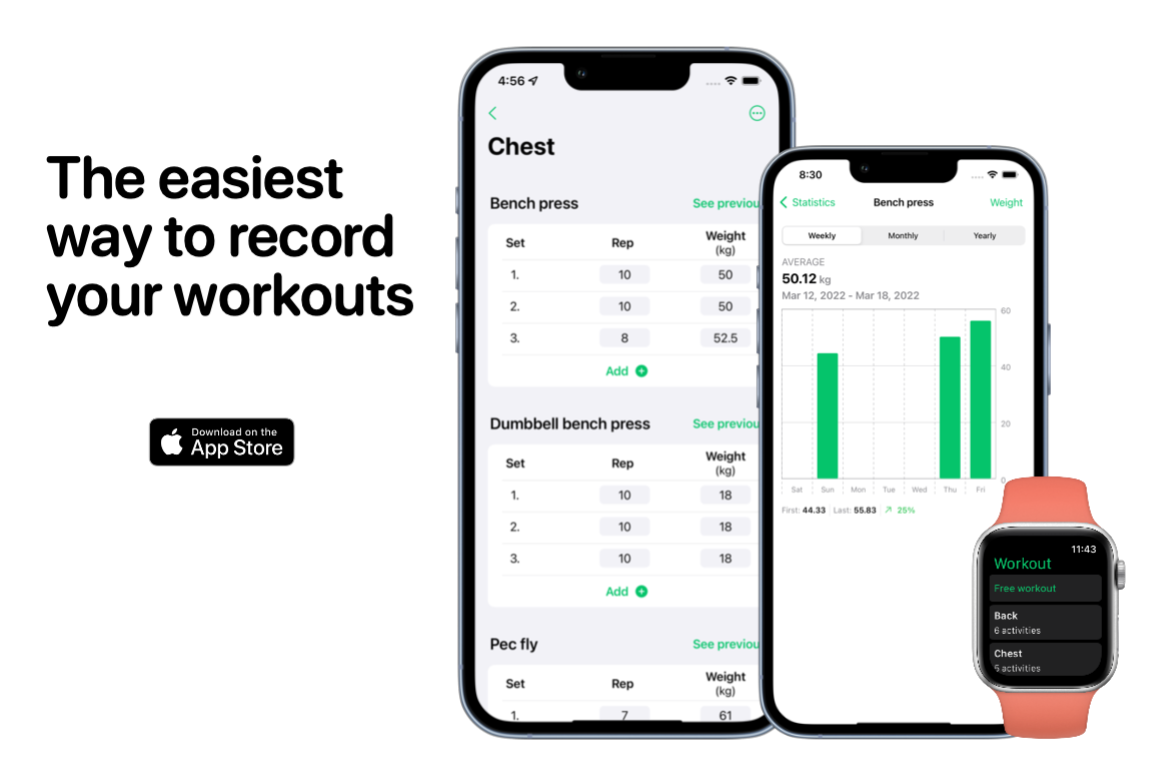 The easiest
way to record
your workouts
Download on the
App Store
4:56
Chest
Bench press See previou
Set Rep Weight
(kg)
1. 10 50
2. 10 50
3. 8 52.5
Add
Dumbbell bench press See previou
Set Rep Weight
(kg)
1. 10 18
2. 10 18
3. 10 18
Add
Pec fly See previou
Set Rep Weight
(kg)
1. 7 61
8:30
Statistics Bench press Weight
Weekly Monthly Yearly
AVERAGE
50.12 kg
Mar 12, 2022 - Mar 18, 2022
60
40
20
0
Sat Sun Mon Tue Wed Thu Fri
First: 44.33 Last: 55.83 25%
11:43
Workout
Free workout
Back
6 activities
Chest
5 activities